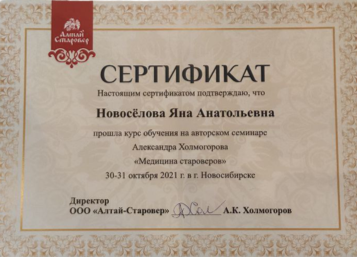 Алтай
Старовер
СЕРТИФИКАТ
Настоящим сертификатом подтверждаю, что
Новосёлова Яна Анатольевна
прошла курс обучения на авторском семинаре
Александра Холмогорова
«Медицина староверов»
30-31 октября 2021 г в г. Новосибирске
Директор
ООО «Алтай-Старовер» А.К. Холмогоров